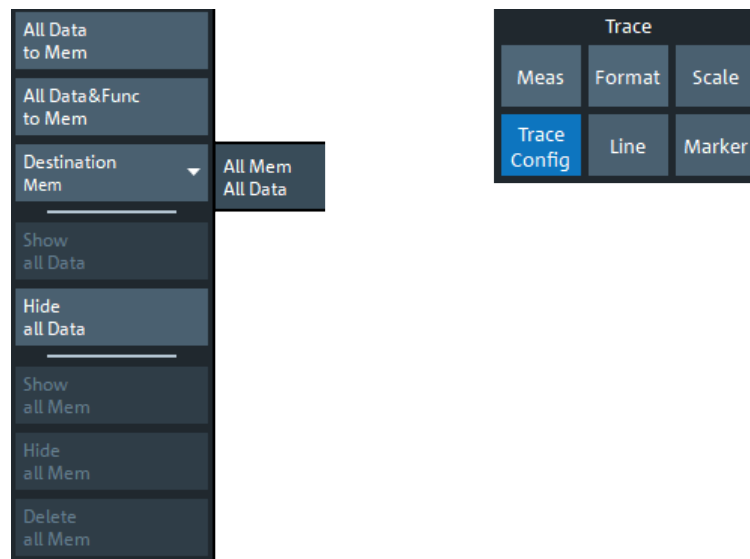 All Data
to Mem
All Data&Func
to Mem
Destination
Mem
All Mem
All Data
Show
all Data
Hide
all Data
Show
all Mem
Hide
all Mem
Delete
all Mem
Trace
Meas
Format
Scale
Trace
Config
Line
Marker